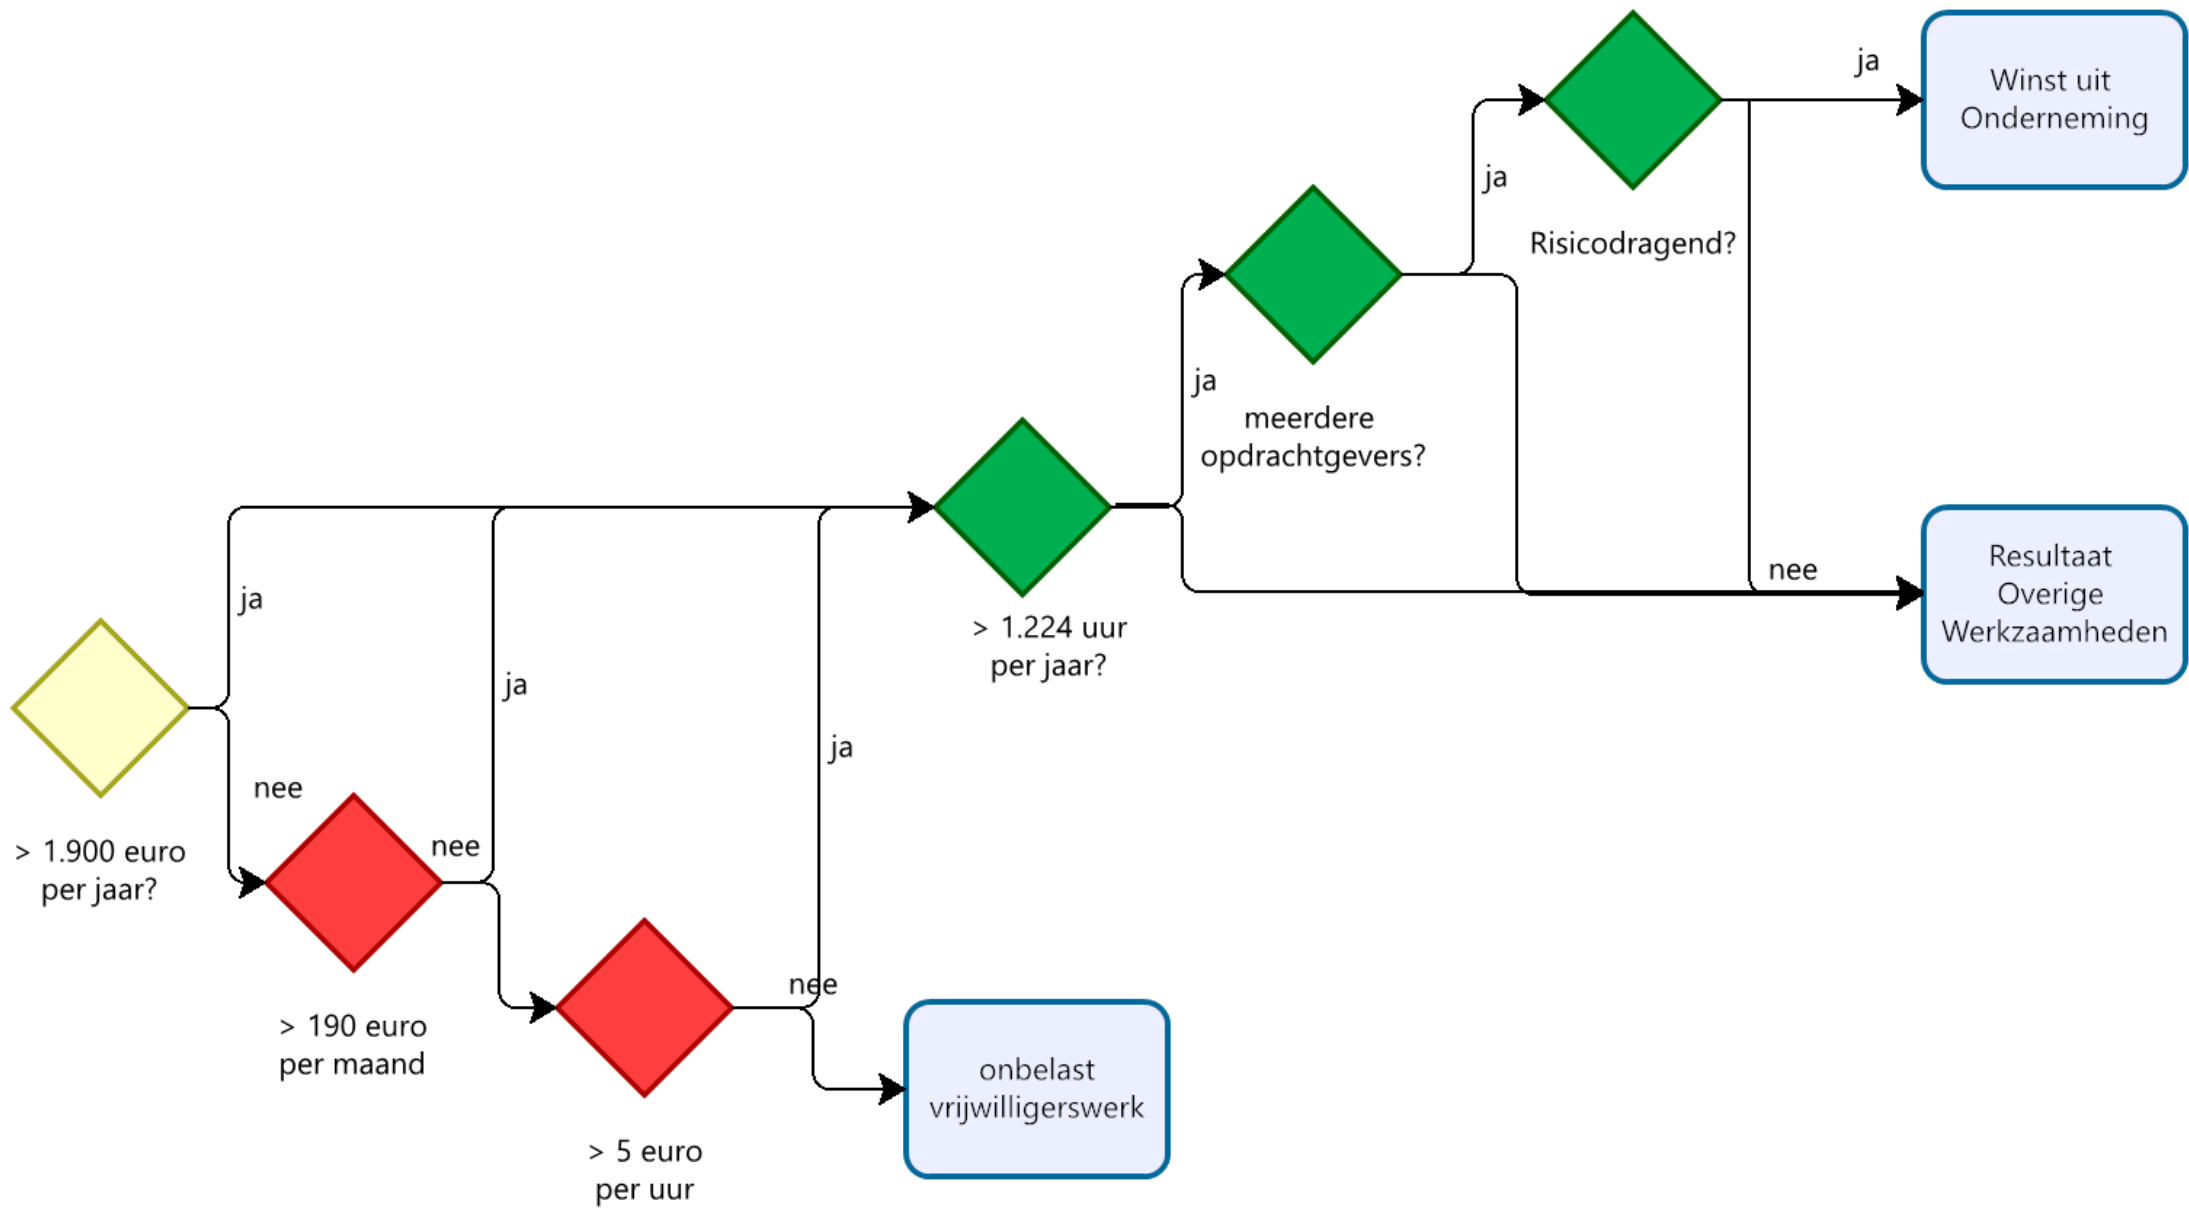 ja
Winst uit
Onderneming
ja
Risicodragend?
ja
meerdere
opdrachtgevers?
ja
nee
Resultaat
Overige
Werkzaamheden
> 1.224 uur
per jaar?
ja
ja
nee
> 1.900 euro
per jaar?
nee
> 190 euro
per maand
nee
> 5 euro
per uur
onbelast
vrijwilligerswerk